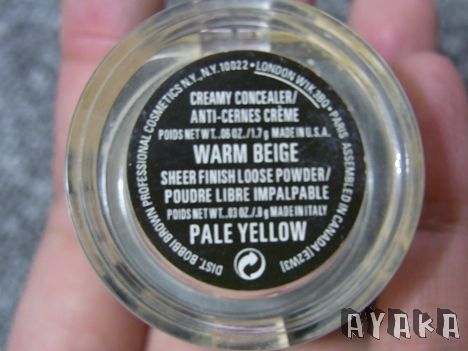 DIST. BOBBI BROWN PROFESSIONAL COSMETICS N.Y., N.Y. 10022 • LONDON W1K 3BQ • PARIS ASSEMBLED IN CANADA [E2W3]
CREAMY CONCEALER/
ANTI-CERNES CRÈME
POIDS NET WT. .06 OZ./1.7 g MADE IN U.S.A.
WARM BEIGE
SHEER FINISH LOOSE POWDER/
POUDRE LIBRE IMPALPABLE
POIDS NET WT. .03 OZ./.9 g MADE IN ITALY
PALE YELLOW
AYAKA